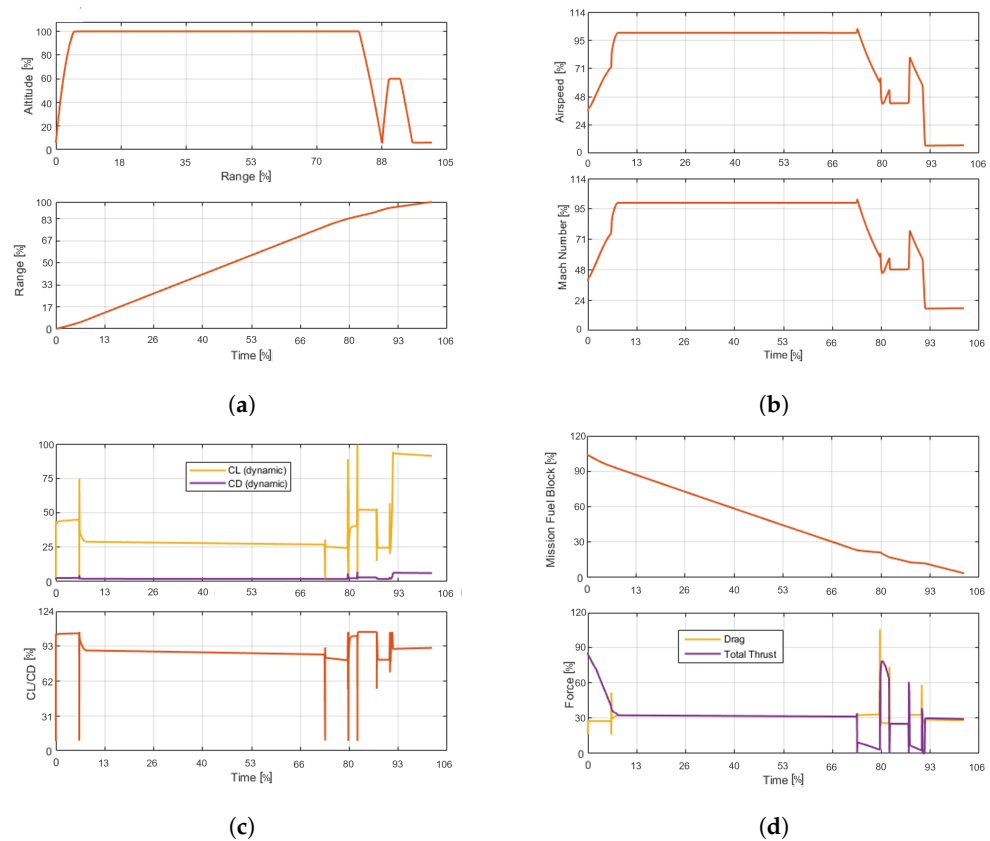 100
80
60
40
20
0
Altitude [%]
0 18 35 53 70 88 105
Range [%]
100
83
67
50
33
17
0
Range [%]
0 13 26 40 53 66 80 93 106
Time [%]
(a)
114
95
71
48
24
0
Airspeed [%]
0 13 26 40 53 66 80 93 106
114
95
71
48
24
0
Mach Number [%]
0 13 26 40 53 66 80 93 106
Time [%]
(b)
100
75
50
25
0
CL (dynamic)
CD (dynamic)
0 13 26 40 53 66 80 93 106
124
93
62
31
0
CL/CD [%]
0 13 26 40 53 66 80 93 106
Time [%]
(c)
120
90
60
30
0
Mission Fuel Block [%]
0 13 26 40 53 66 80 93 106
120
90
60
30
0
Force [%]
Drag
Total Thrust
0 13 26 40 53 66 80 93 106
Time [%]
(d)